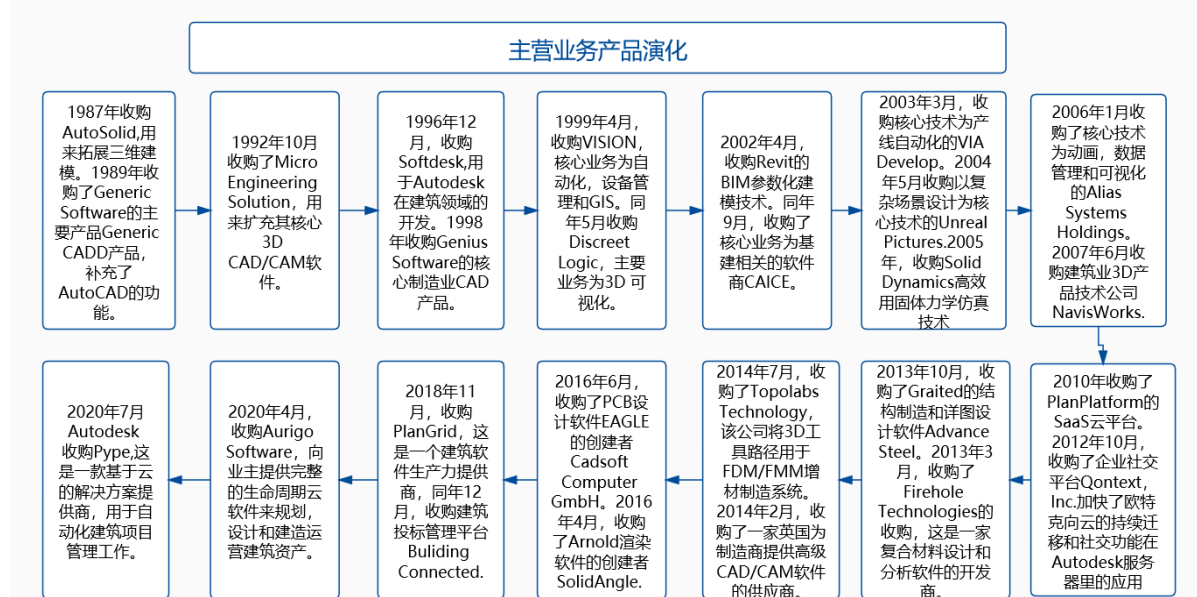 主营业务产品演化
1987年收购
AutoSolid,用
来拓展三维建
模。1989年收
购了Generic
Software的主
要产品Generic
CADD产品，
补充了
AutoCAD的功
能。
1992年10月
收购了Micro
Engineering
Solution，用
来扩充其核心
3D
CAD/CAM软
件。
1996年12
月，收购
Softdesk,用
于Autodesk
在建筑领域的
开发。1998
年收购Genius
Software的核
心制造业CAD
产品。
1999年4月，
收购VISION，
核心业务为自
动化，设备管
理和GIS。同
年5月收购
Discreet
Logic，主要
业务为3D 可
视化。
2002年4月，
收购Revit的
BIM参数化建
模技术。同年
9月，收购了
核心业务为基
建相关的软件
商CAICE。
2003年3月，收
购核心技术为产
线自动化的VIA
Develop。2004
年5月收购以复
杂场景设计为核
心技术的Unreal
Pictures.2005
年，收购Solid
Dynamics高效
用固体力学仿真
技术
2006年1月收
购了核心技术
为动画，数据
管理和可视化
的Alias
Systems
Holdings。
2007年6月收
购建筑业3D产
品技术公司
NavisWorks.
2010年收购了
PlanPlatform的
SaaS云平台。
2012年10月，
收购了企业社交
平台Qontext，
Inc.加快了欧特
克向云的持续迁
移和社交功能在
Autodesk服务
器里的应用
2013年10月，收
购了Graited的结
构制造和详图设
计软件Advance
Steel。2013年3
月，收购了
Firehole
Technologies的
收购，这是一家
复合材料设计和
分析软件的开发
商。
2014年7月，收
购了Topolabs
Technology，
该公司将3D工
具路径用于
FDM/FMM增
材制造系统。
2014年2月，收
购了一家英国为
制造商提供高级
CAD/CAM软件
的供应商。
2016年6月，
收购了PCB设
计软件EAGLE
的创建者
Cadsoft
Computer
GmbH。2016
年4月，收购
了Arnold渲染
软件的创建者
SolidAngle.
2018年11
月，收购
PlanGrid，这
是一个建筑软
件生产力提供
商，同年12
月，收购建筑
投标管理平台
Buliding
Connected.
2020年4月，
收购Aurigo
Software，向
业主提供完整
的生命周期云
软件来规划，
设计和建造运
营建筑资产。
2020年7月
Autodesk
收购Pype,这
是一款基于云
的解决方案提
供商，用于自
动化建筑项目
管理工作。